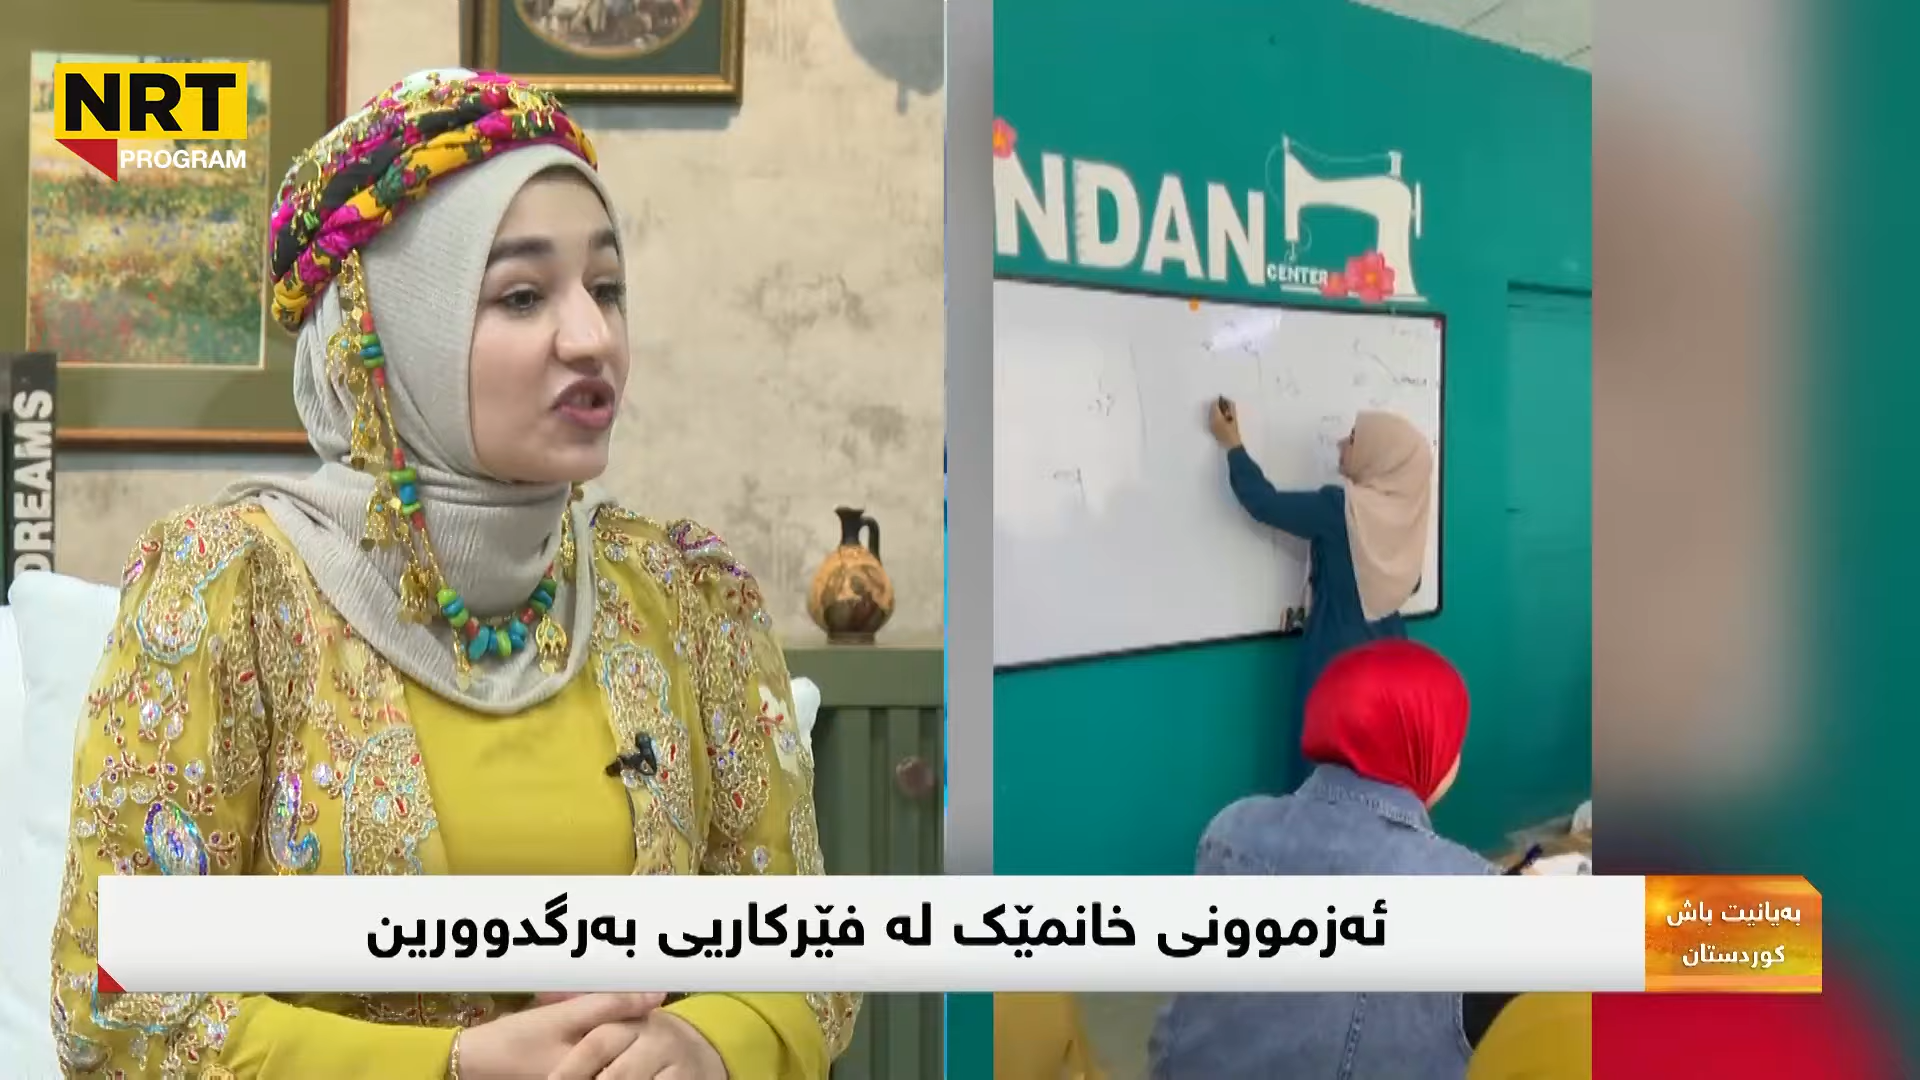 NRT
PROGRAM
DREAMS
NDAN
CENTER
ئەزموونی خانمێک لە فێرکاریی بەرگدوورین
بەیانیت باش
کوردستان